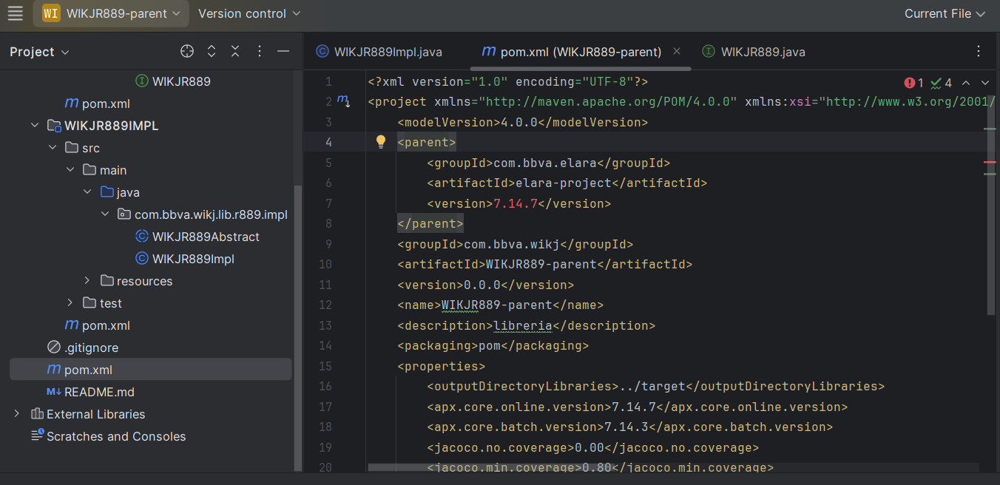 WI WIKJR889-parent Version control Current File
Project
WIKJR889Impl.java
pom.xml (WIKJR889-parent)
WIKJR889.java
WIKJR889
pom.xml
WIKJR889IMPL
src
main
java
com.bbva.wikj.lib.r889.impl
WIKJR889Abstract
WIKJR889Impl
resources
test
pom.xml
.gitignore
pom.xml
README.md
External Libraries
Scratches and Consoles
1 4
1 <?xml version="1.0" encoding="UTF-8"?>
2 <project xmlns="http://maven.apache.org/POM/4.0.0" xmlns:xsi="http://www.w3.org/2001/
3 <modelVersion>4.0.0</modelVersion>
4 <parent>
5 <groupId>com.bbva.elara</groupId>
6 <artifactId>elara-project</artifactId>
7 <version>7.14.7</version>
8 </parent>
9 <groupId>com.bbva.wikj</groupId>
10 <artifactId>WIKJR889-parent</artifactId>
11 <version>0.0.0</version>
12 <name>WIKJR889-parent</name>
13 <description>libreria</description>
14 <packaging>pom</packaging>
15 <properties>
16 <outputDirectoryLibraries>../target</outputDirectoryLibraries>
17 <apx.core.online.version>7.14.7</apx.core.online.version>
18 <apx.core.batch.version>7.14.3</apx.core.batch.version>
19 <jacoco.no.coverage>0.00</jacoco.no.coverage>
20 <jacoco.min.coverage>0.80</jacoco.min.coverage>